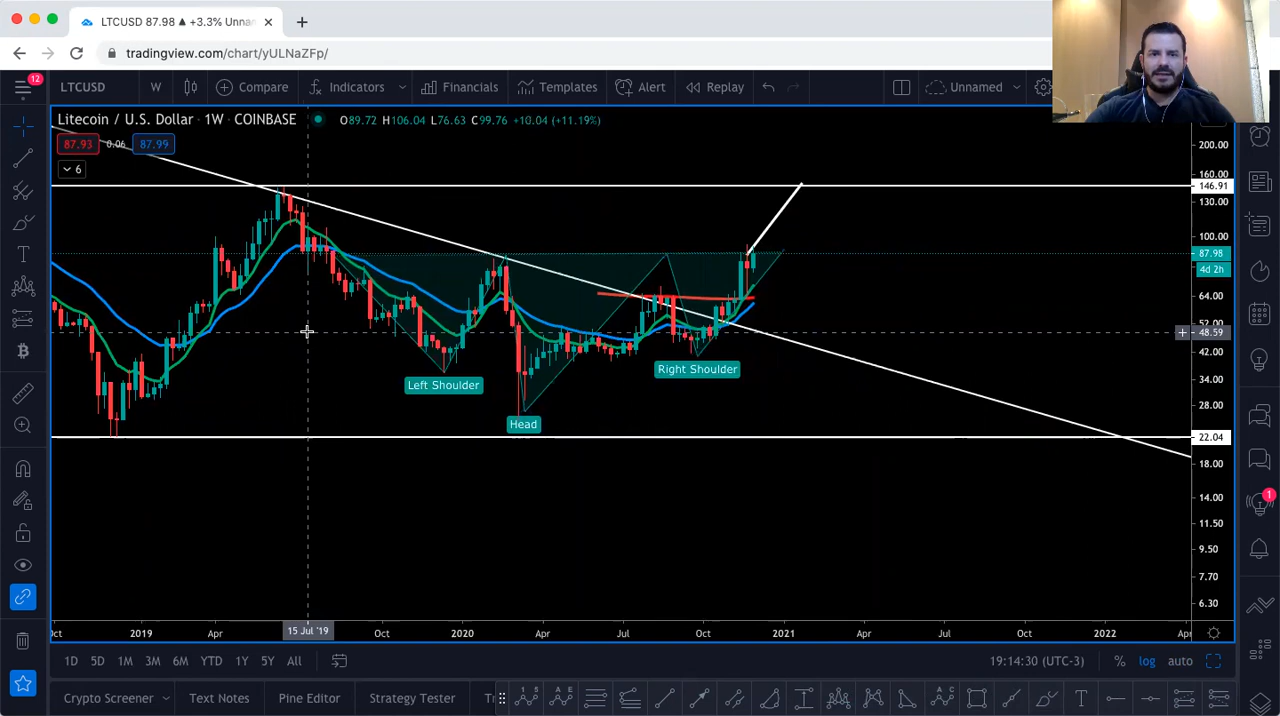 LTCUSD 87.98 ▲ +3.3% Unna
tradingview.com/chart/yULNaZFp/
12
LTCUSD W Compare Indicators Financials Templates Alert Replay Unnamed
Litecoin / U.S. Dollar · 1W · COINBASE O89.72 H106.04 L76.63 C99.76 +10.04 (+11.19%)
87.93 0.06 87.99
6
200.00
160.00
146.91
130.00
100.00
87.98
4d 2h
64.00
52.00
48.59
42.00
34.00
28.00
22.04
18.00
14.00
11.50
9.50
7.70
6.30
Left Shoulder
Head
Right Shoulder
1
Oct 2019 Apr 15 Jul '19 Oct 2020 Apr Jul Oct 2021 Apr Jul Oct 2022 Apr
1D 5D 1M 3M 6M YTD 1Y 5Y All 19:14:30 (UTC-3) % log auto
Crypto Screener Text Notes Pine Editor Strategy Tester